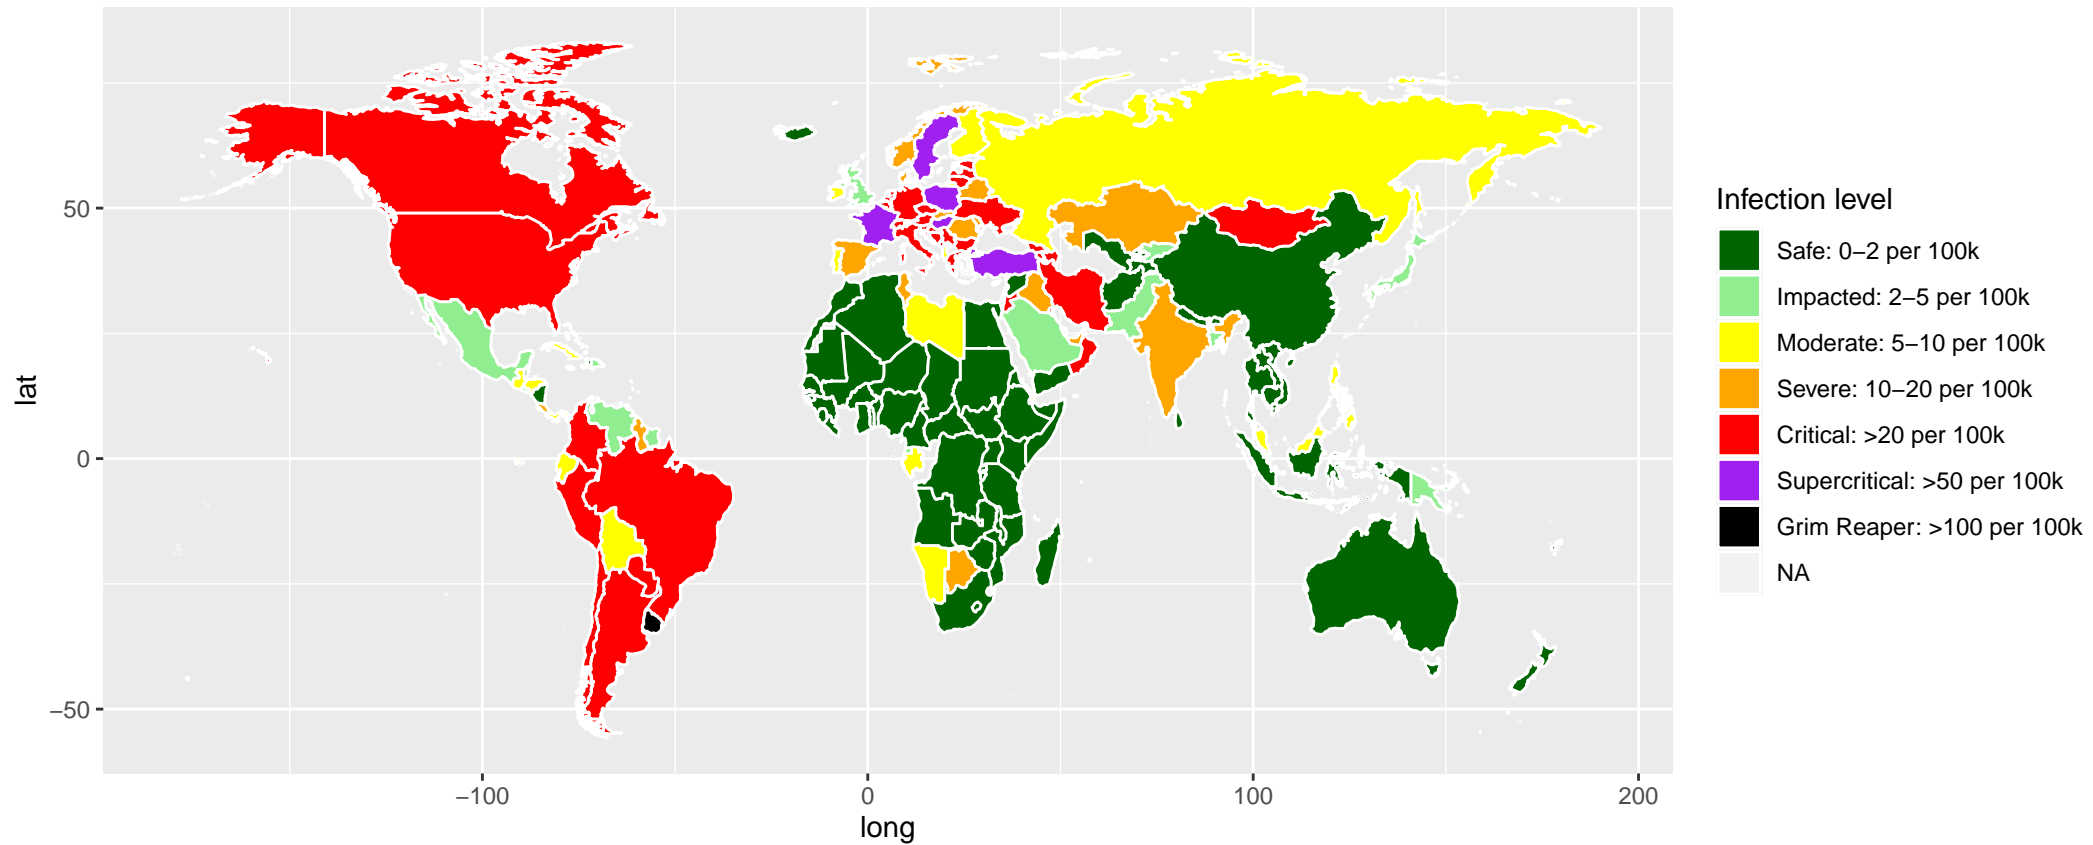 Infection level
Safe: 0–2 per 100k
Impacted: 2–5 per 100k
Moderate: 5–10 per 100k
Severe: 10–20 per 100k
Critical: >20 per 100k
Supercritical: >50 per 100k
Grim Reaper: >100 per 100k
NA
50
0
−50
lat
−100
0
100
200
long